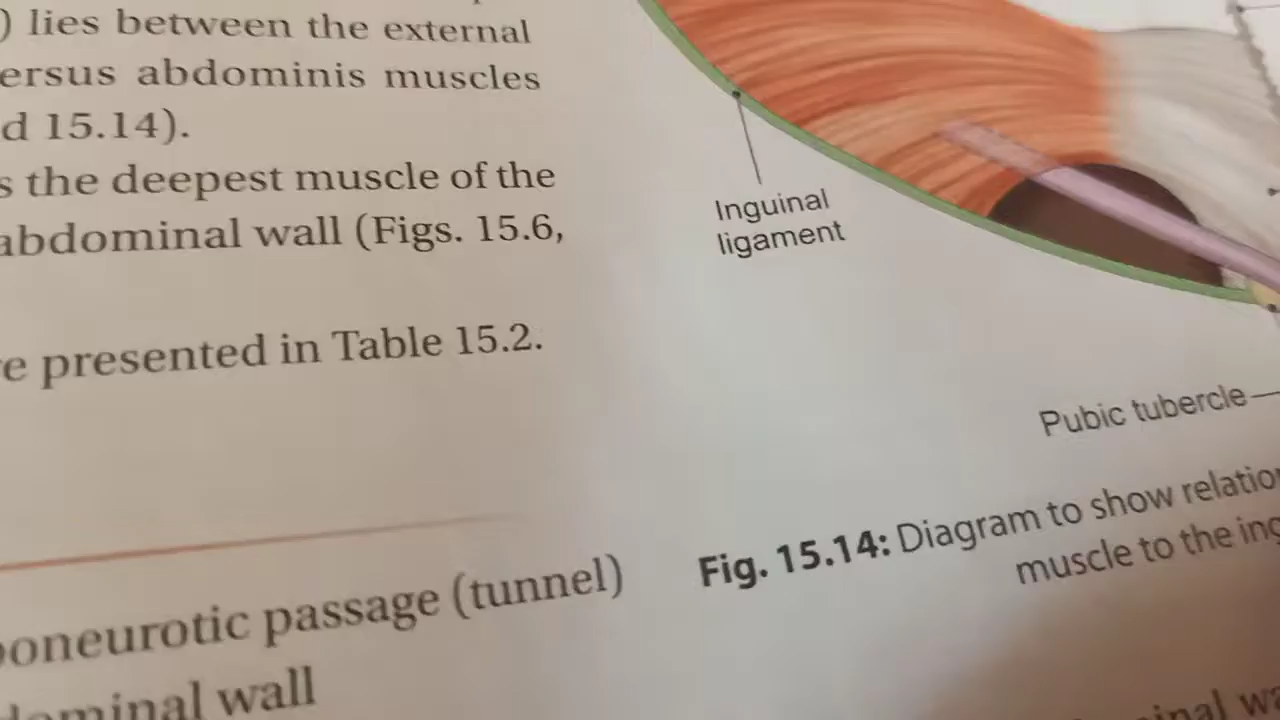 ) lies between the external
ersus abdominis muscles
d 15.14).
s the deepest muscle of the
abdominal wall (Figs. 15.6,
e presented in Table 15.2.
oneurotic passage (tunnel)
dominal wall
Inguinal
ligament
Pubic tubercle
Fig. 15.14: Diagram to show relatio
muscle to the ing